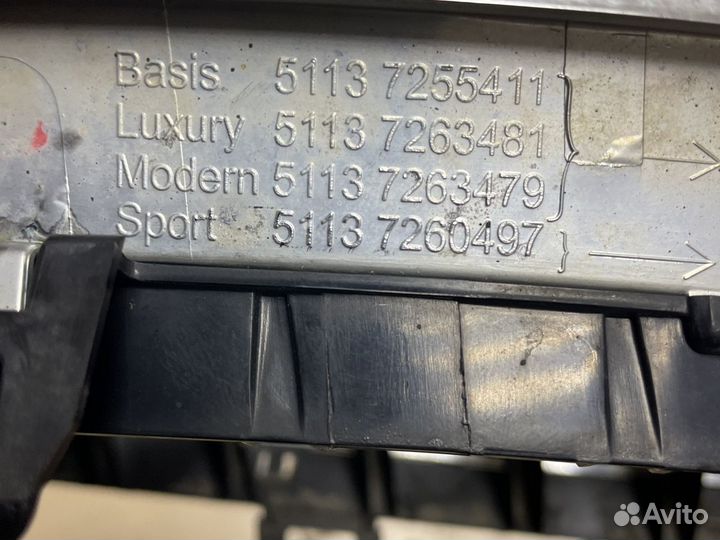 Basis 5113 7255411
Luxury 5113 7263481
Modern 5113 7263479
Sport 5113 7260497
Avito